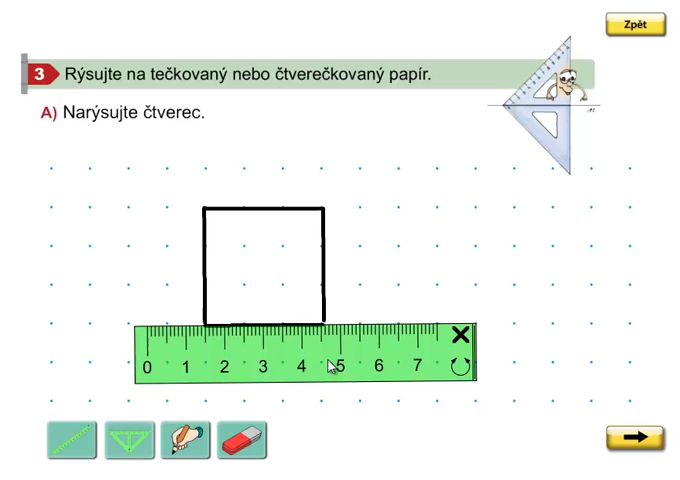 Zpět
3 Rýsujte na tečkovaný nebo čtverečkovaný papír.
A) Narýsujte čtverec.
0 1 2 3 4 5 6 7